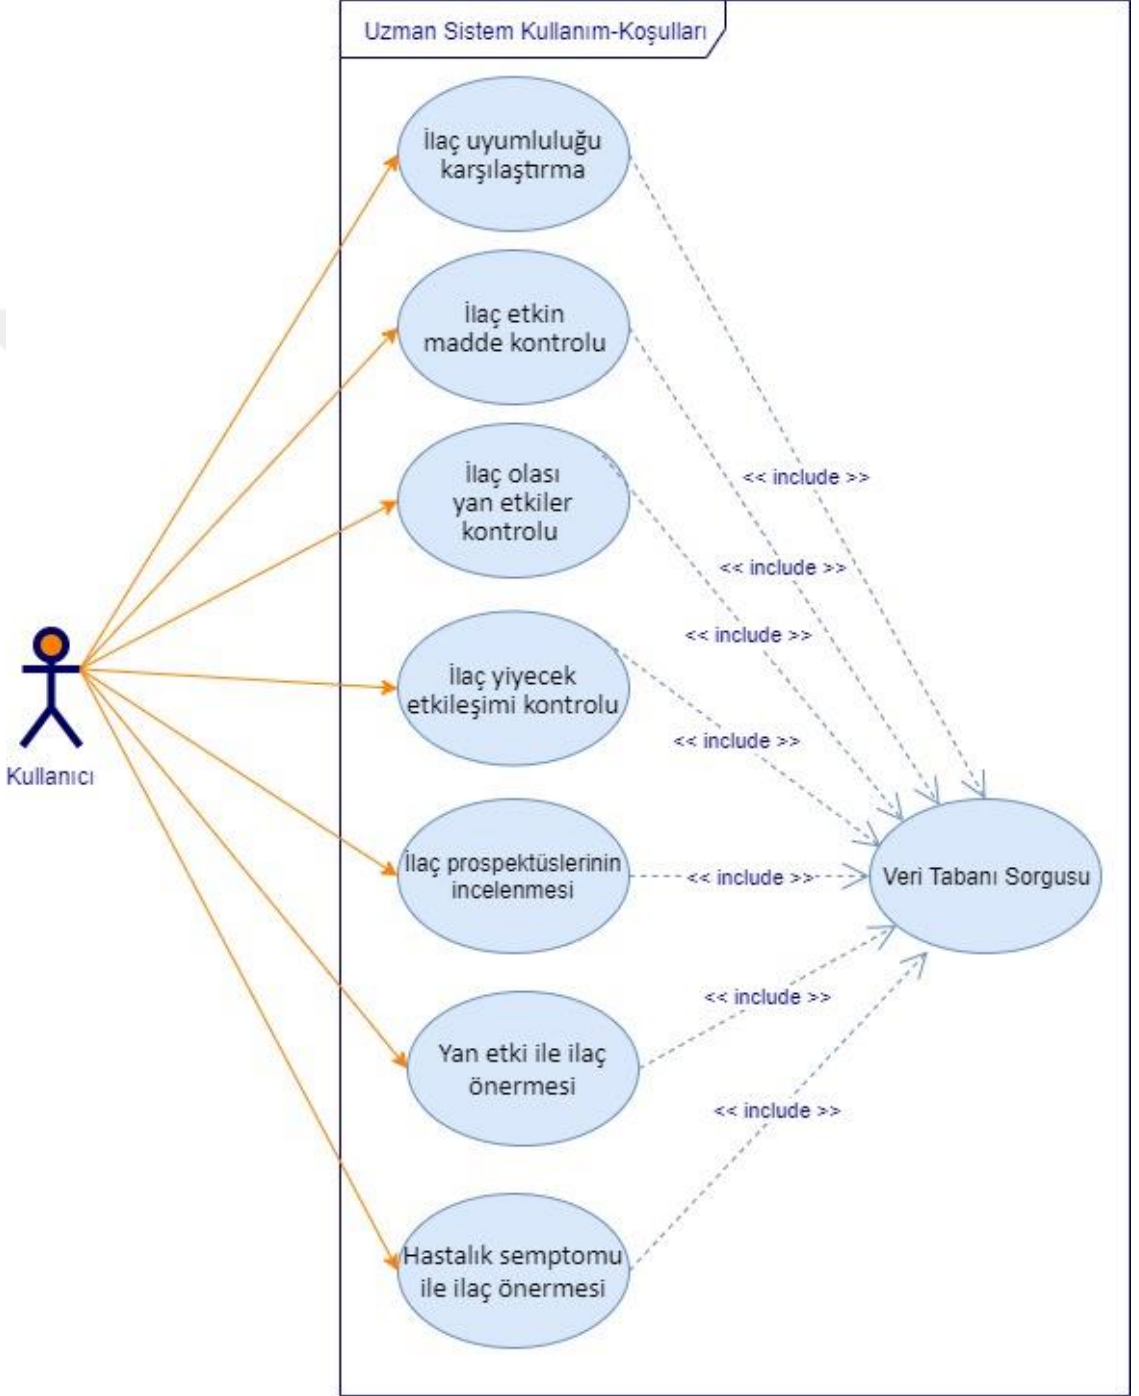 Uzman Sistem Kullanım-Koşulları
İlaç uyumluluğu
karşılaştırma
İlaç etkin
madde kontrolu
İlaç olası
yan etkiler
kontrolu
İlaç yiyecek
etkileşimi kontrolu
İlaç prospektüslerinin
incelenmesi
Yan etki ile ilaç
önermesi
Hastalık semptomu
ile ilaç önermesi
Kullanıcı
<< include >>
<< include >>
<< include >>
<< include >>
<< include >>
<< include >>
<< include >>
Veri Tabanı Sorgusu